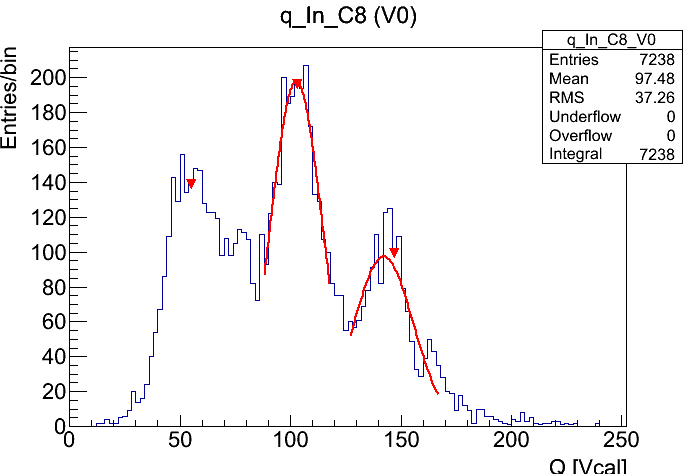 q_In_C8 (V0)
q_In_C8_V0
Entries 7238
Mean 97.48
RMS 37.26
Underflow 0
Overflow 0
Integral 7238
Entries/bin
200
180
160
140
120
100
80
60
40
20
0
0 50 100 150 200 250
Q [Vcal]